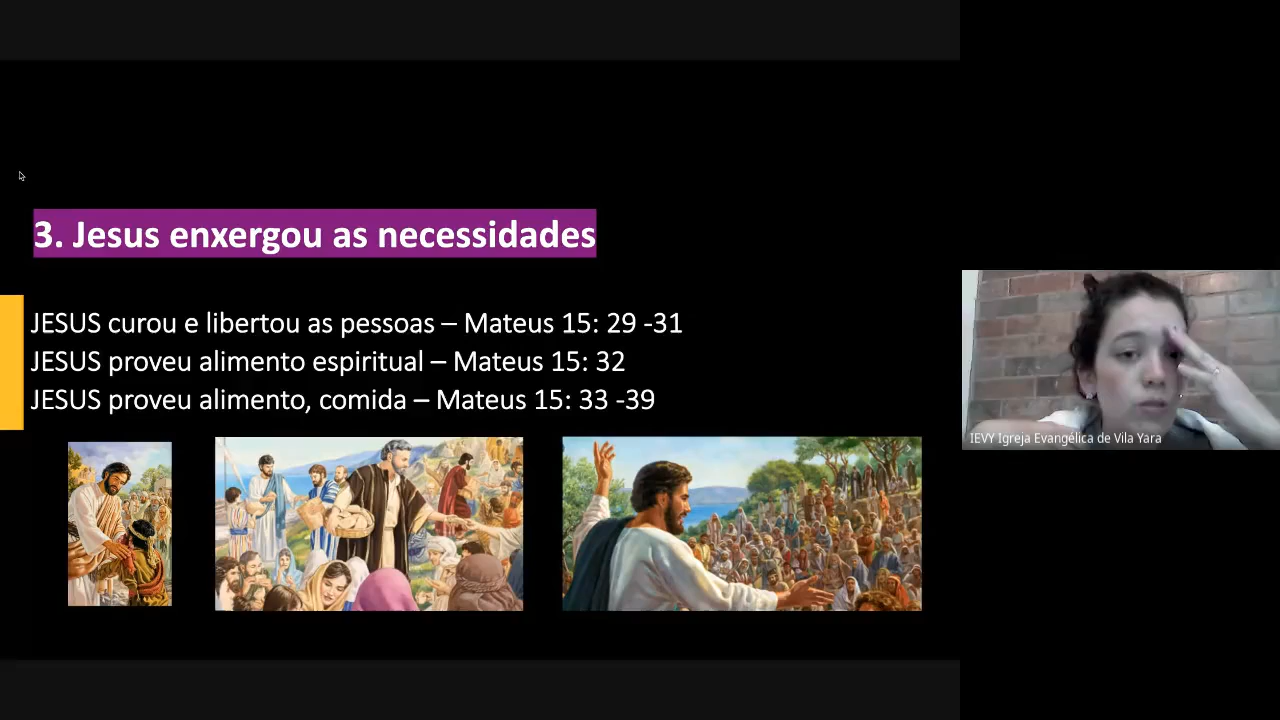 3. Jesus enxergou as necessidades
JESUS curou e libertou as pessoas – Mateus 15: 29 -31
JESUS proveu alimento espiritual – Mateus 15: 32
JESUS proveu alimento, comida – Mateus 15: 33 -39
IEVY Igreja Evangélica de Vila Yara